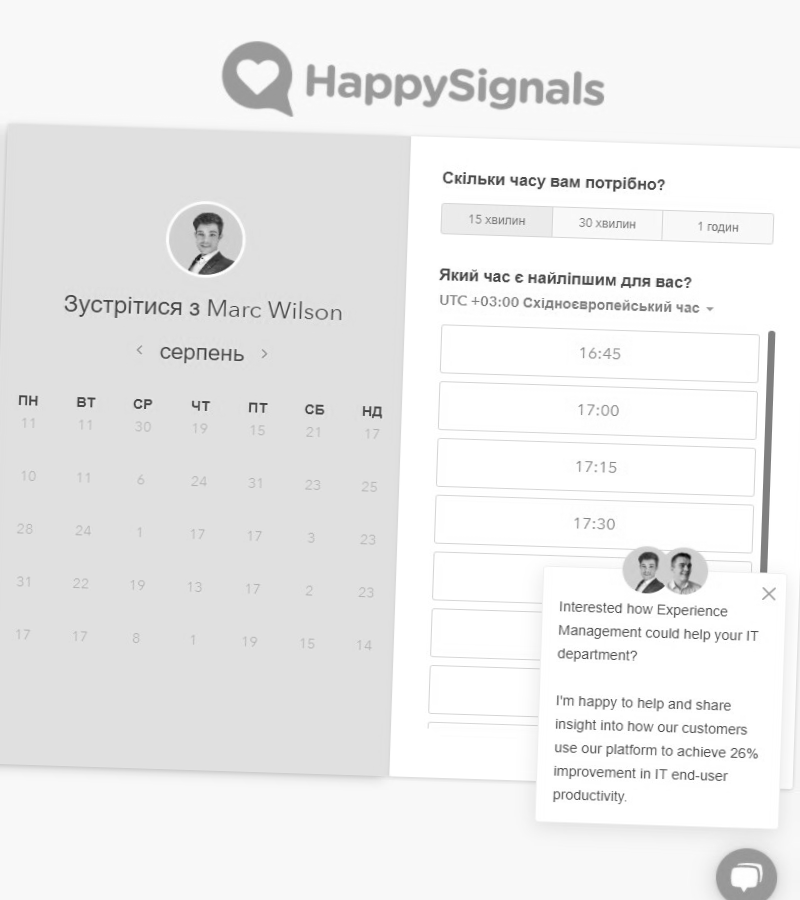 HappySignals
Зустрітися з Marc Wilson
серпень
ПН ВТ СР ЧТ ПТ СБ НД
11 11 30 19 15 21 17
10 11 6 24 31 23 25
28 24 1 17 17 3 23
31 22 19 13 17 2 23
17 17 8 1 19 15 14
Скільки часу вам потрібно?
15 хвилин 30 хвилин 1 годин
Який час є найліпшим для вас?
UTC +03:00 Східноєвропейський час
16:45
17:00
17:15
17:30
Interested how Experience
Management could help your IT
department?
I'm happy to help and share
insight into how our customers
use our platform to achieve 26%
improvement in IT end-user
productivity.